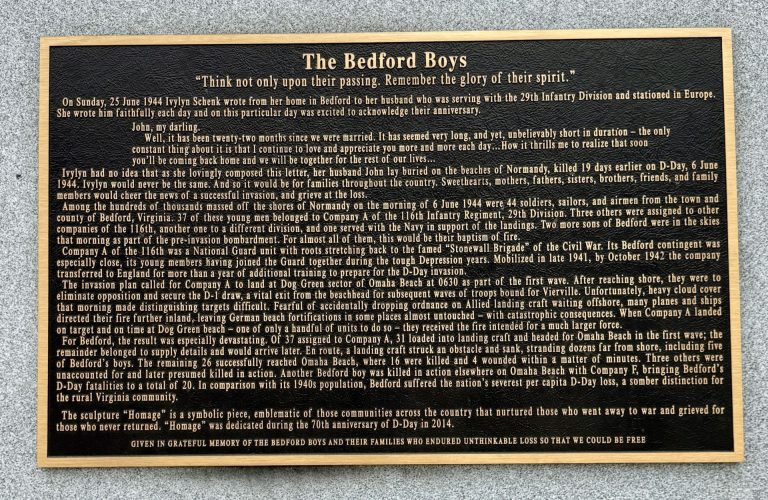 The Bedford Boys
“Think not only upon their passing. Remember the glory of their spirit.”
On Sunday, 25 June 1944 Ivylyn Schenk wrote from her home in Bedford to her husband who was serving with the 29th Infantry Division and stationed in Europe.
She wrote him faithfully each day and on this particular day was excited to acknowledge their anniversary.
John, my darling.
Well, it has been twenty-two months since we were married. It has seemed very long, and yet, unbelievably short in duration – the only
constant thing about it is that I continue to love and appreciate you more and more each day…How it thrills me to realize that soon
you’ll be coming back home and we will be together for the rest of our lives…
Ivylyn had no idea that as she lovingly composed this letter, her husband John lay buried on the beaches of Normandy, killed 19 days earlier on D-Day, 6 June
1944. Ivylyn would never be the same. And so it would be for families throughout the country. Sweethearts, mothers, fathers, sisters, brothers, friends, and family
members would cheer the news of a successful invasion, and grieve at the loss.
Among the hundreds of thousands massed off the shores of Normandy on the morning of 6 June 1944 were 44 soldiers, sailors, and airmen from the town and
county of Bedford, Virginia. 37 of these young men belonged to Company A of the 116th Infantry Regiment, 29th Division. Three others were assigned to other
companies of the 116th, another one to a different division, and one served with the Navy in support of the landings. Two more sons of Bedford were in the skies
that morning as part of the pre-invasion bombardment. For almost all of them, this would be their baptism of fire.
Company A of the 116th was a National Guard unit with roots stretching back to the famed “Stonewall Brigade” of the Civil War. Its Bedford contingent was
especially close, its young members having joined the Guard together during the tough Depression years. Mobilized in late 1941, by October 1942 the company
transferred to England for more than a year of additional training to prepare for the D-Day invasion.
The invasion plan called for Company A to land at Dog Green sector of Omaha Beach at 0630 as part of the first wave. After reaching shore, they were to
eliminate opposition and secure the D-1 draw, a vital exit from the beachhead for subsequent waves of troops bound for Vierville. Unfortunately, heavy cloud cover
that morning made distinguishing targets difficult. Fearful of accidentally dropping ordnance on Allied landing craft waiting offshore, many planes and ships
directed their fire further inland, leaving German beach fortifications in some places almost untouched – with catastrophic consequences. When Company A landed
on target and on time at Dog Green beach – one of only a handful of units to do so – they received the fire intended for a much larger force.
For Bedford, the result was especially devastating. Of 37 assigned to Company A, 31 loaded into landing craft and headed for Omaha Beach in the first wave; the
remainder belonged to supply details and would arrive later. En route, a landing craft struck an obstacle and sank, stranding dozens far from shore, including five
of Bedford’s boys. The remaining 26 successfully reached Omaha Beach, where 16 were killed and 4 wounded within a matter of minutes. Three others were
unaccounted for and later presumed killed in action. Another Bedford boy was killed in action elsewhere on Omaha Beach with Company F, bringing Bedford’s
D-Day fatalities to a total of 20. In comparison with its 1940s population, Bedford suffered the nation’s severest per capita D-Day loss, a somber distinction for
the rural Virginia community.
The sculpture “Homage” is a symbolic piece, emblematic of those communities across the country that nurtured those who went away to war and grieved for
those who never returned. “Homage” was dedicated during the 70th anniversary of D-Day in 2014.
GIVEN IN GRATEFUL MEMORY OF THE BEDFORD BOYS AND THEIR FAMILIES WHO ENDURED UNTHINKABLE LOSS SO THAT WE COULD BE FREE